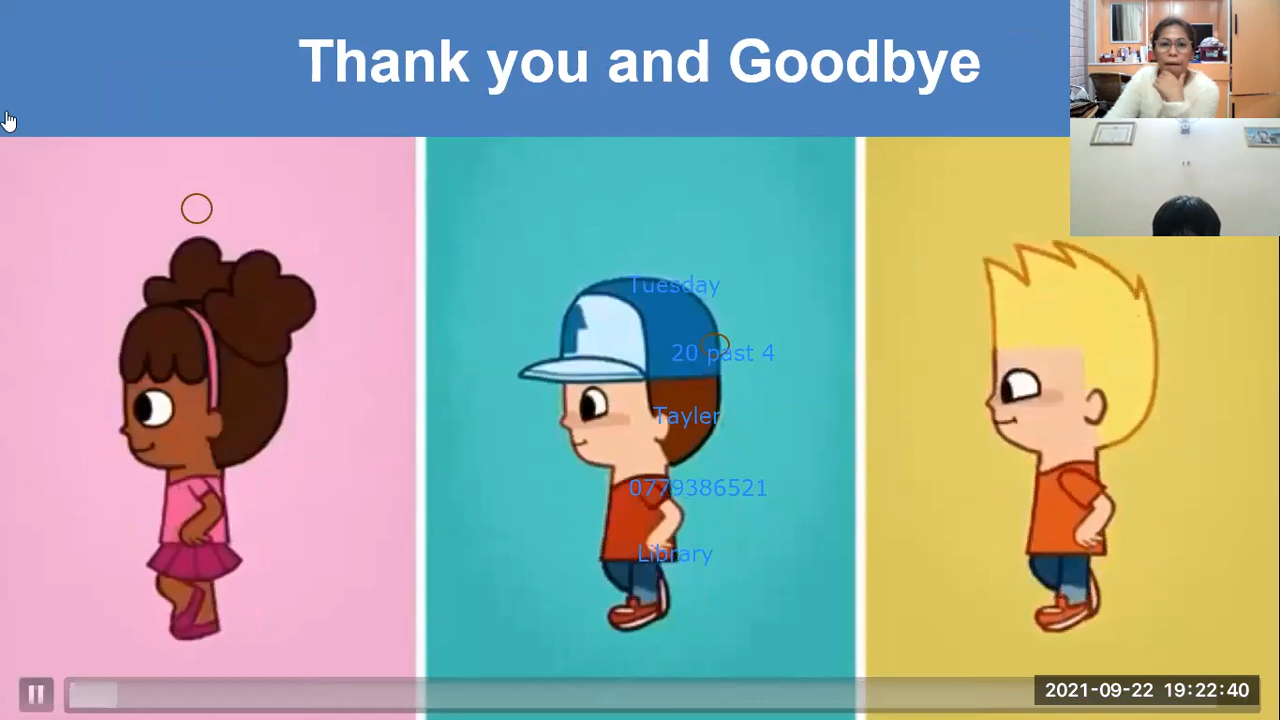 Thank you and Goodbye
Tuesday
20 past 4
Tayler
0779386521
Library
2021-09-22 19:22:40